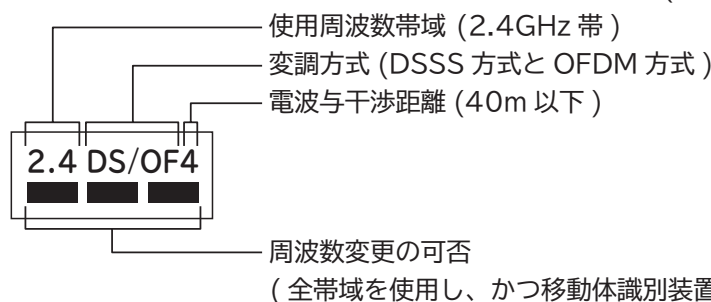 使用周波数帯域 (2.4GHz 帯 )
変調方式 (DSSS 方式と OFDM 方式 )
電波与干渉距離 (40m 以下 )
2.4 DS/OF4
周波数変更の可否
( 全帯域を使用し、かつ移動体識別装置